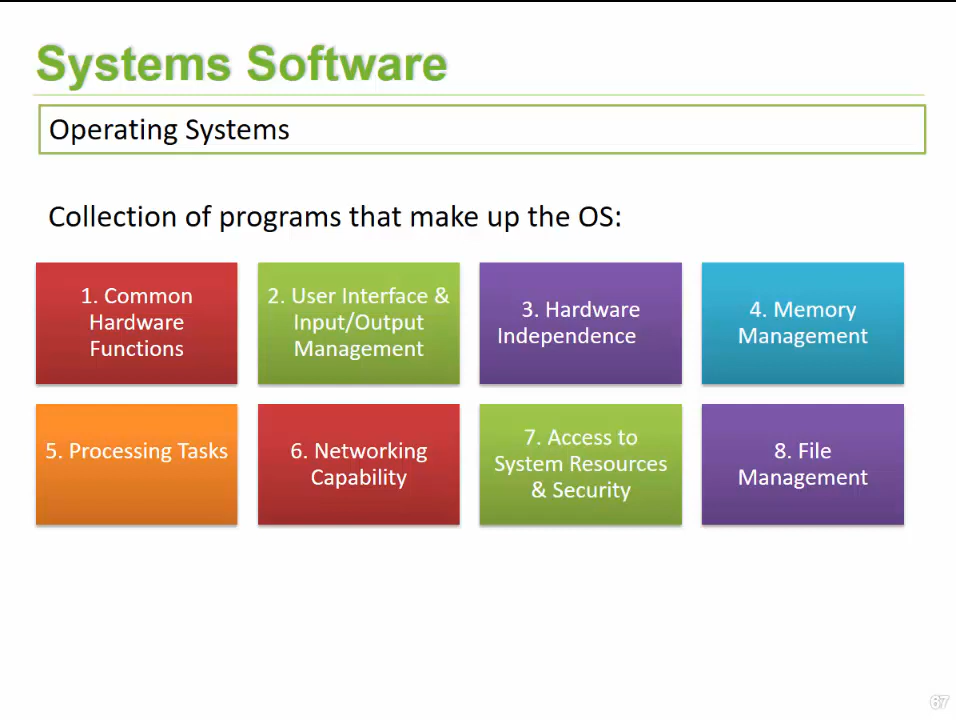 Systems Software
Operating Systems
Collection of programs that make up the OS:
1. Common
Hardware
Functions
2. User Interface &
Input/Output
Management
3. Hardware
Independence
4. Memory
Management
5. Processing Tasks
6. Networking
Capability
7. Access to
System Resources
& Security
8. File
Management
67